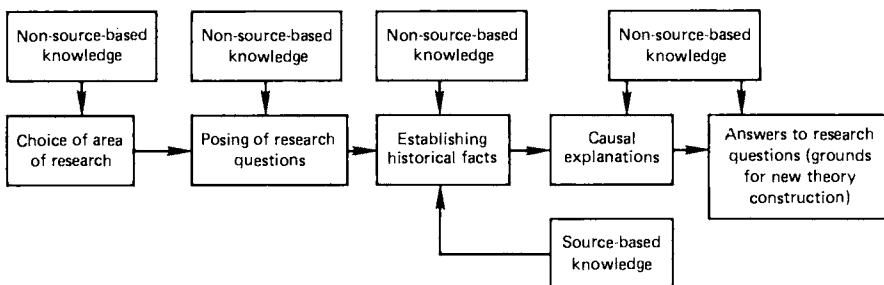 Non-source-based
knowledge
Non-source-based
knowledge
Non-source-based
knowledge
Non-source-based
knowledge
Choice of area
of research
Posing of research
questions
Establishing
historical facts
Causal
explanations
Answers to research
questions (grounds
for new theory
construction)
Source-based
knowledge